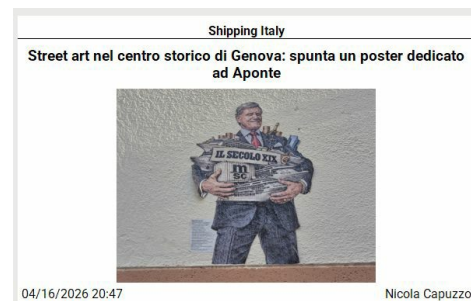 Shipping Italy
Street art nel centro storico di Genova: spunta un poster dedicato
ad Aponte
IL SECOLO XIX
m
sc
04/16/2026 20:47
Nicola Capuzzo